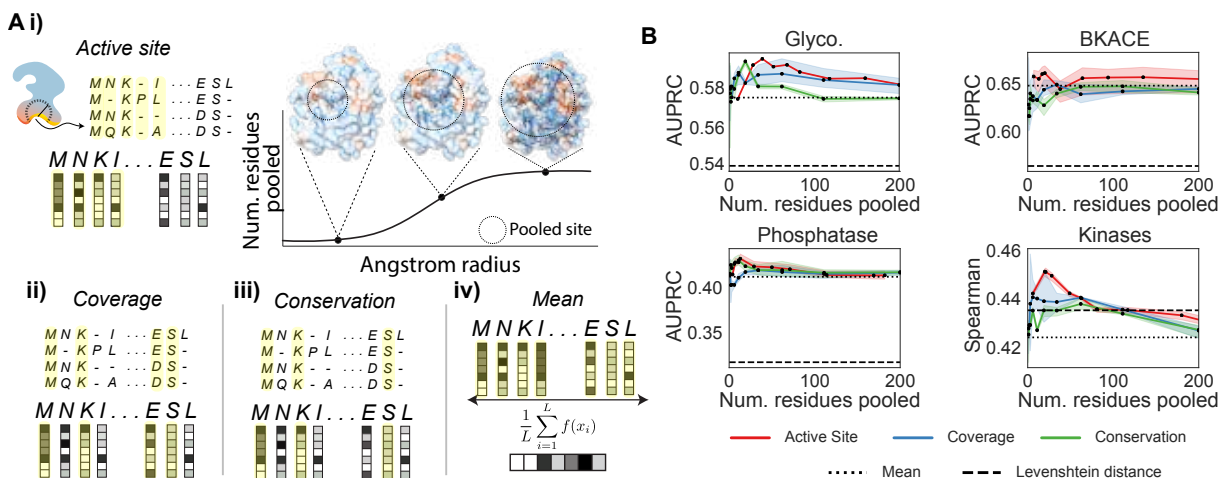 A i)
Active site
M N K - I ... E S L
M - K P L ... E S -
M N K - - ... D S -
M Q K - A ... D S -
M N K I ... E S L
Num. residues
pooled
Pooled site
Angstrom radius
ii)
Coverage
M N K - I ... E S L
M - K P L ... E S -
M N K - - ... D S -
M Q K - A ... D S -
M N K I ... E S L
iii)
Conservation
M N K - I ... E S L
M - K P L ... E S -
M N K - - ... D S -
M Q K - A ... D S -
M N K I ... E S L
iv)
Mean
M N K I ... E S L
1/L ∑_{i=1}^{L} f(x_i)
B
Glyco.
AUPRC
0.58
0.56
0.54
0 100 200
Num. residues pooled
BKACE
AUPRC
0.65
0.60
0 100 200
Num. residues pooled
Phosphatase
AUPRC
0.40
0.35
0 100 200
Num. residues pooled
Kinases
Spearman
0.46
0.44
0.42
0 100 200
Num. residues pooled
Active Site Coverage Conservation
Mean Levenshtein distance